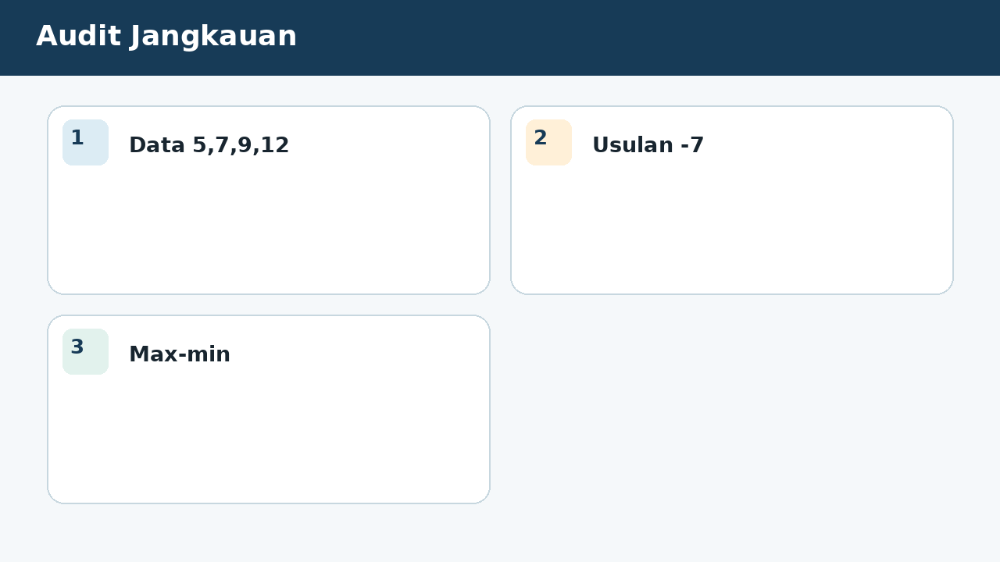 Audit Jangkauan
1
Data 5,7,9,12
2
Usulan -7
3
Max-min